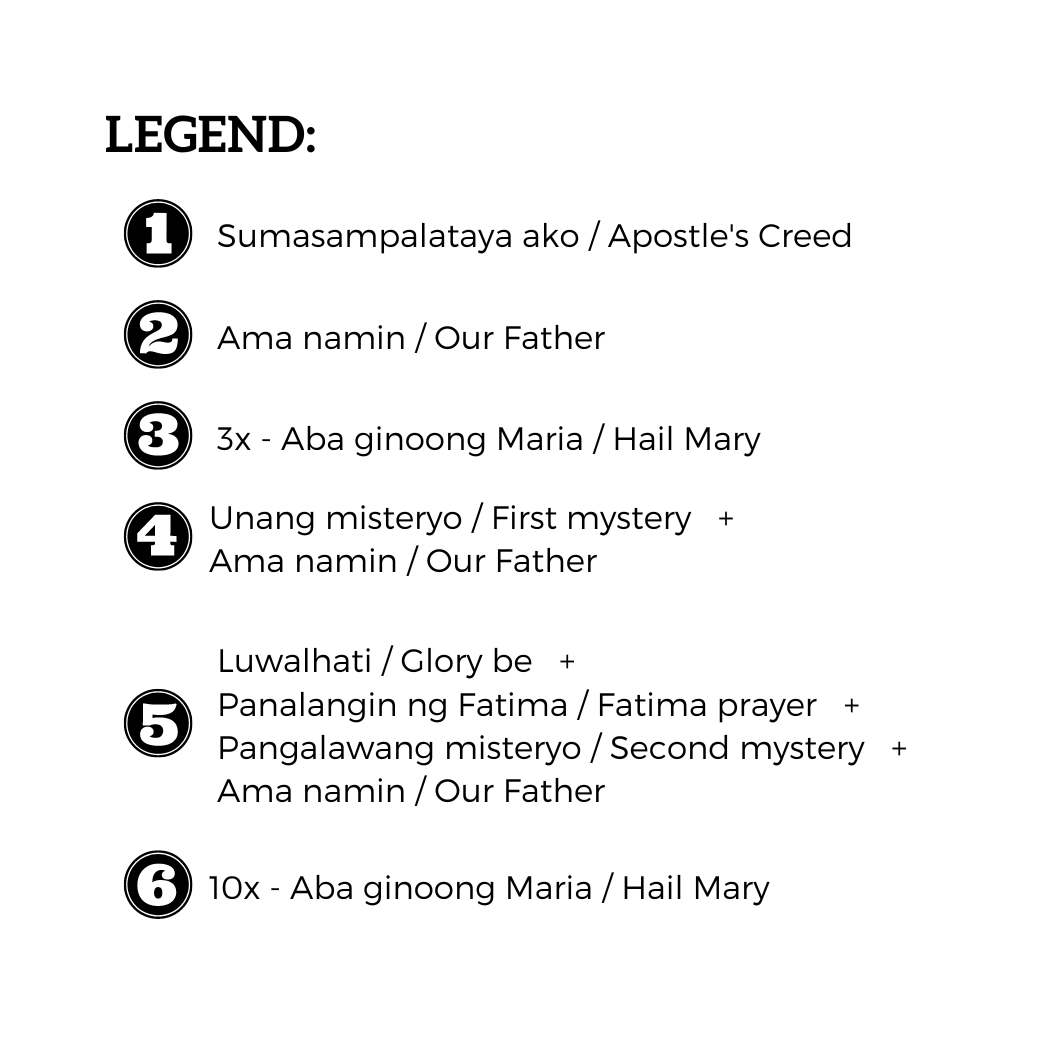 LEGEND:
1 Sumasampalataya ako / Apostle's Creed
2 Ama namin / Our Father
3 3x - Aba ginoong Maria / Hail Mary
4 Unang misteryo / First mystery +
Ama namin / Our Father
Luwalhati / Glory be +
5 Panalangin ng Fatima / Fatima prayer +
Pangalawang misteryo / Second mystery +
Ama namin / Our Father
6 10x - Aba ginoong Maria / Hail Mary